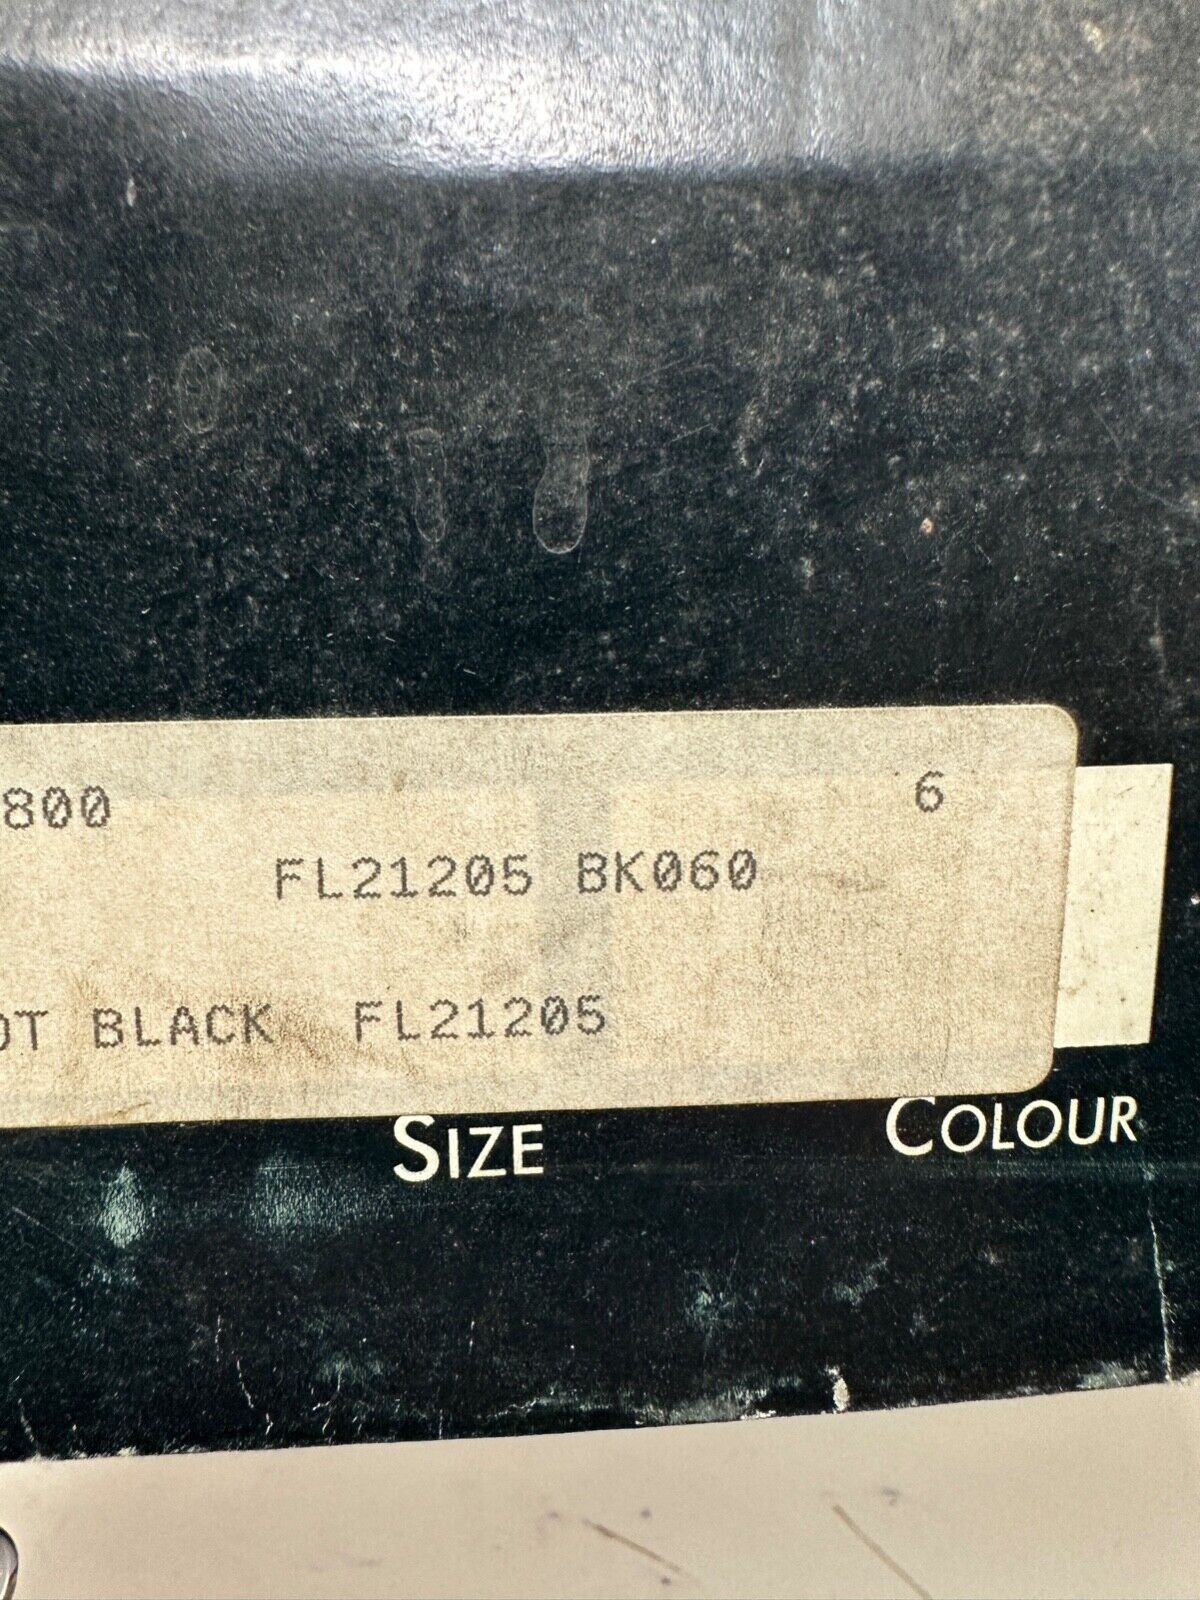 800 6
FL21205 BK060
OT BLACK FL21205
SIZE COLOUR